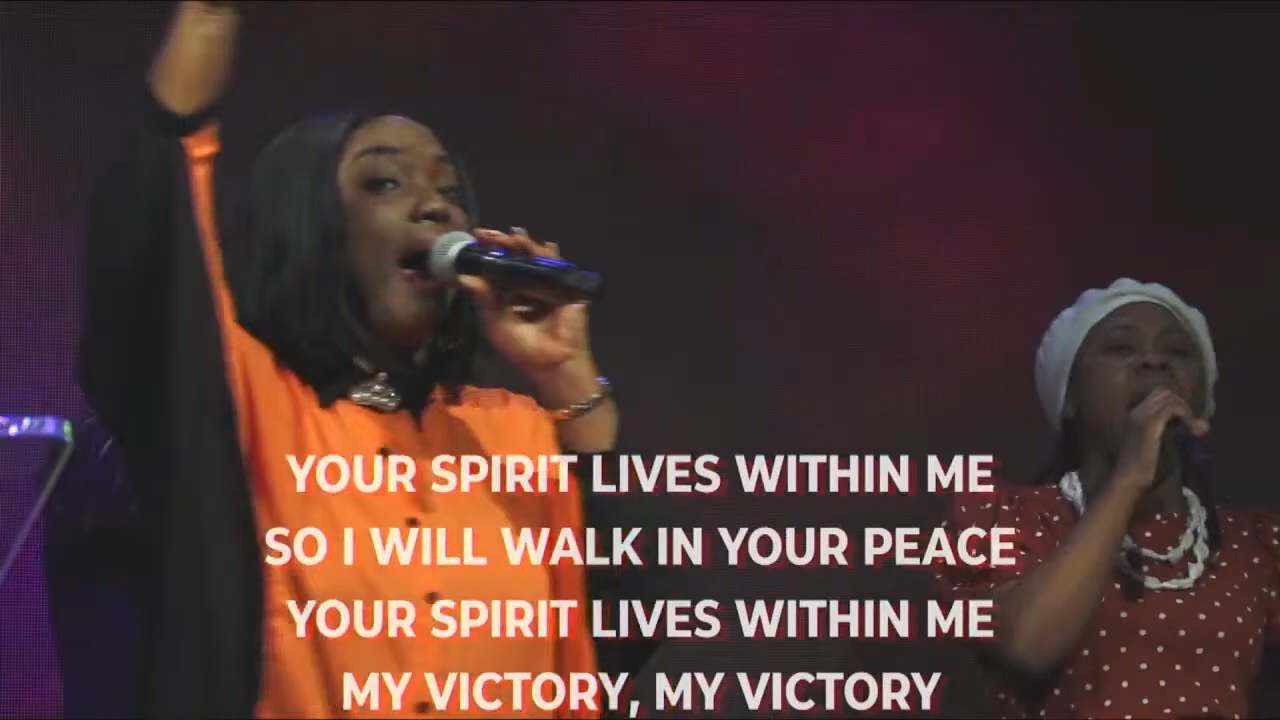 YOUR SPIRIT LIVES WITHIN ME
SO I WILL WALK IN YOUR PEACE
YOUR SPIRIT LIVES WITHIN ME
MY VICTORY, MY VICTORY